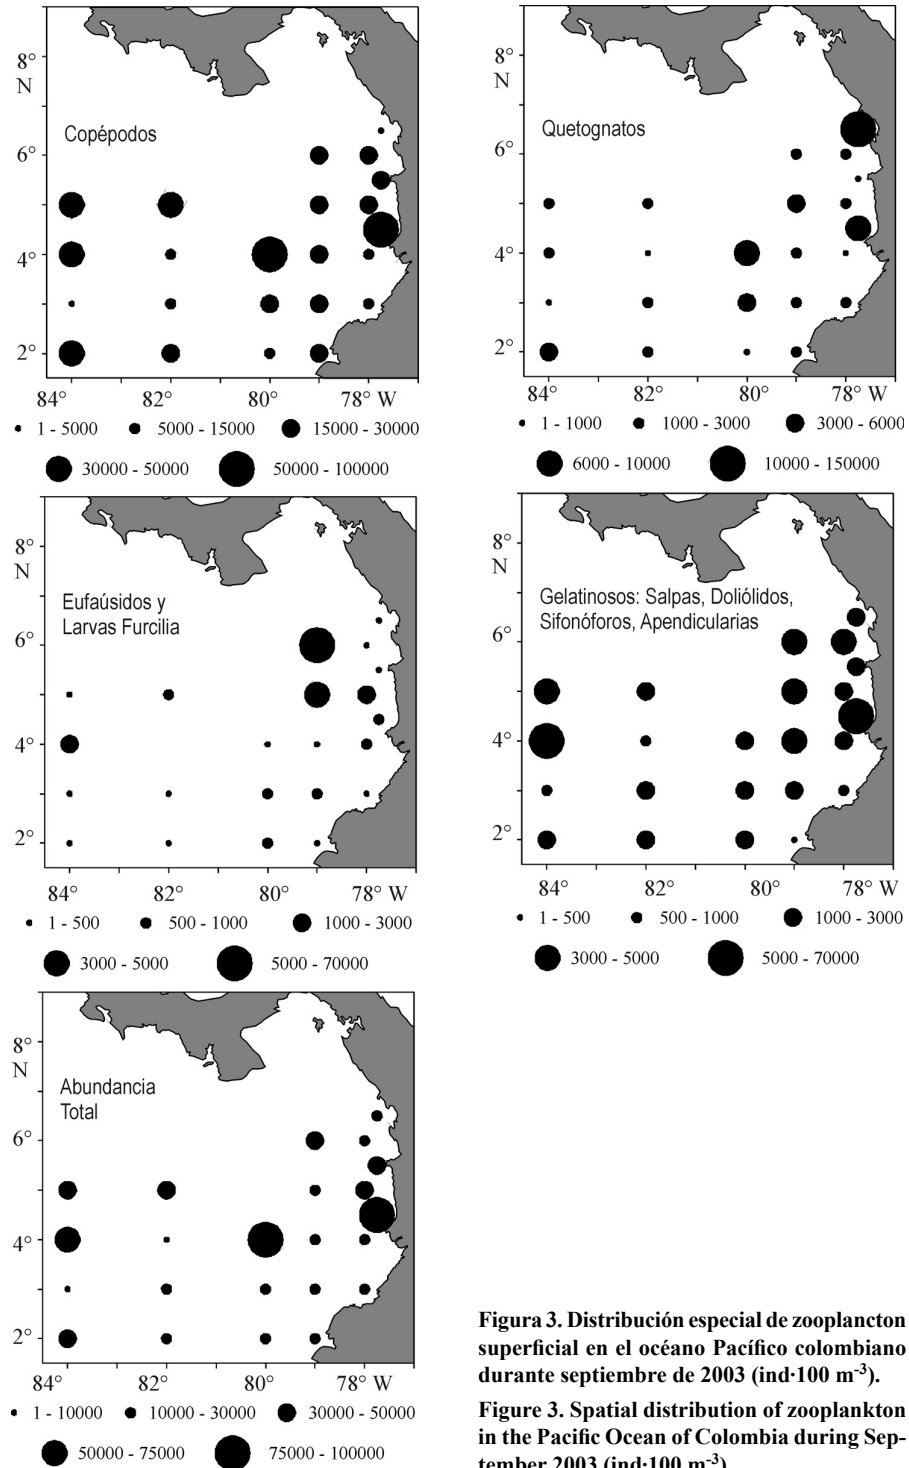 8°
N
Copépodos
6°
4°
2°
84°
82°
80°
78° W
1 - 5000
5000 - 15000
15000 - 30000
30000 - 50000
50000 - 100000
8°
N
Quetognatos
6°
4°
2°
84°
82°
80°
78° W
1 - 1000
1000 - 3000
3000 - 6000
6000 - 10000
10000 - 150000
8°
N
Eufaúsidos y
Larvas Furcilia
6°
4°
2°
84°
82°
80°
78° W
1 - 500
500 - 1000
1000 - 3000
3000 - 5000
5000 - 70000
8°
N
Gelatinosos: Salpas, Doliólidos,
Sifonóforos, Apendicularias
6°
4°
2°
84°
82°
80°
78° W
1 - 500
500 - 1000
1000 - 3000
3000 - 5000
5000 - 70000
8°
N
Abundancia
Total
6°
4°
2°
84°
82°
80°
78° W
1 - 10000
10000 - 30000
30000 - 50000
50000 - 75000
75000 - 100000
Figura 3. Distribución especial de zooplancton
superficial en el océano Pacífico colombiano
durante septiembre de 2003 (ind·100 m-3).
Figure 3. Spatial distribution of zooplankton
in the Pacific Ocean of Colombia during Sep-
tember 2003 (ind·100 m-3)